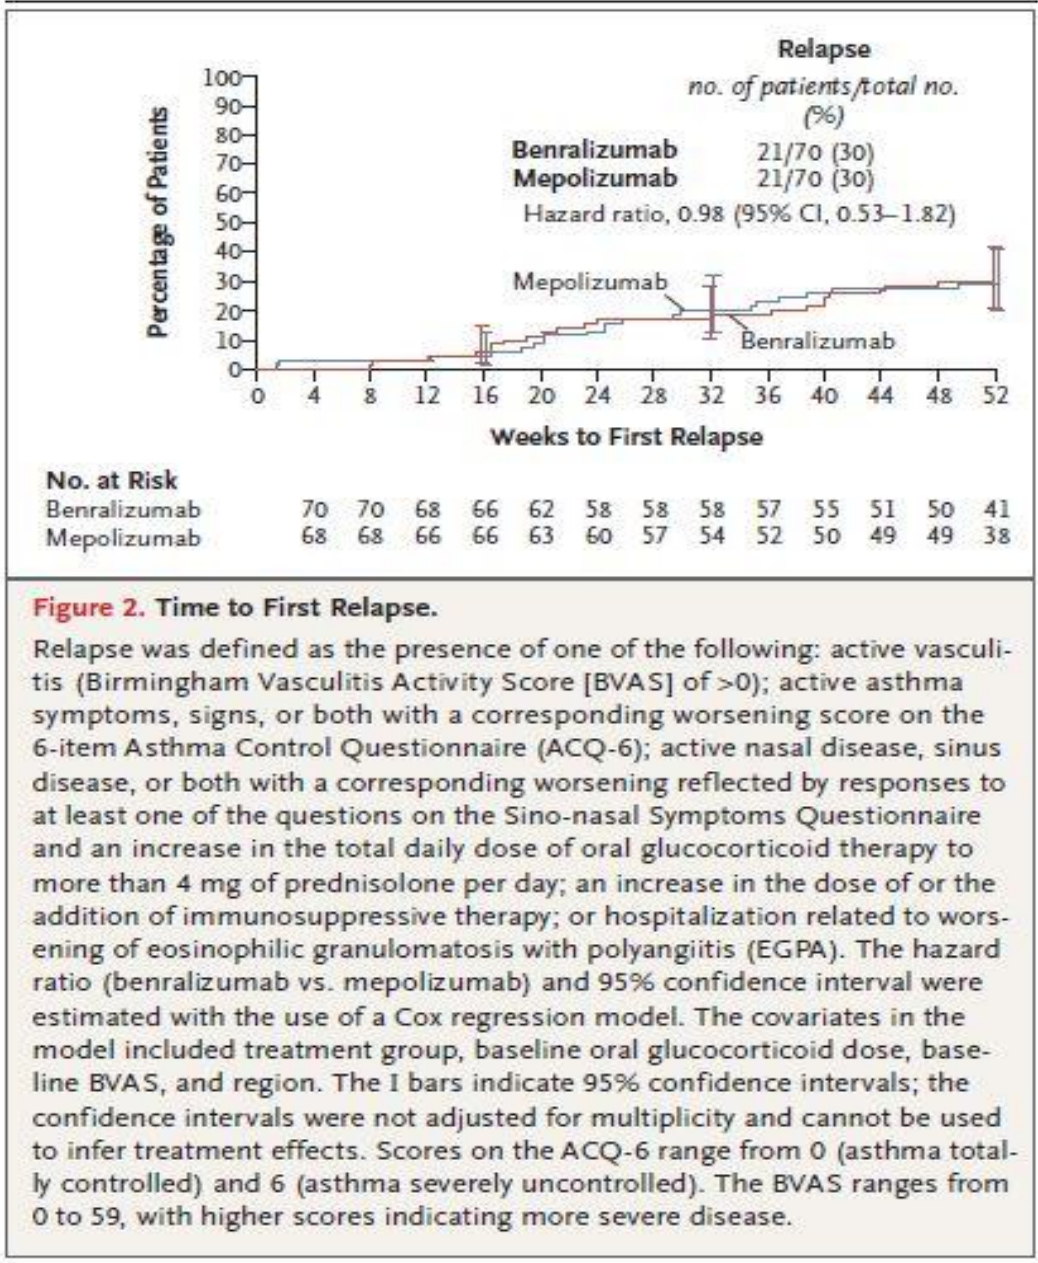 Relapse
no. of patients/total no.
(%)
Benralizumab 21/70 (30)
Mepolizumab 21/70 (30)
Hazard ratio, 0.98 (95% CI, 0.53–1.82)
Percentage of Patients
100
90
80
70
60
50
40
30
20
10
0
Mepolizumab
Benralizumab
0 4 8 12 16 20 24 28 32 36 40 44 48 52
Weeks to First Relapse
No. at Risk
Benralizumab 70 70 68 66 62 58 58 58 57 55 51 50 41
Mepolizumab 68 68 66 66 63 60 57 54 52 50 49 49 38
Figure 2. Time to First Relapse.
Relapse was defined as the presence of one of the following: active vasculi-
tis (Birmingham Vasculitis Activity Score [BVAS] of >0); active asthma
symptoms, signs, or both with a corresponding worsening score on the
6-item Asthma Control Questionnaire (ACQ-6); active nasal disease, sinus
disease, or both with a corresponding worsening reflected by responses to
at least one of the questions on the Sino-nasal Symptoms Questionnaire
and an increase in the total daily dose of oral glucocorticoid therapy to
more than 4 mg of prednisolone per day; an increase in the dose of or the
addition of immunosuppressive therapy; or hospitalization related to wors-
ening of eosinophilic granulomatosis with polyangiitis (EGPA). The hazard
ratio (benralizumab vs. mepolizumab) and 95% confidence interval were
estimated with the use of a Cox regression model. The covariates in the
model included treatment group, baseline oral glucocorticoid dose, base-
line BVAS, and region. The I bars indicate 95% confidence intervals; the
confidence intervals were not adjusted for multiplicity and cannot be used
to infer treatment effects. Scores on the ACQ-6 range from 0 (asthma total-
ly controlled) and 6 (asthma severely uncontrolled). The BVAS ranges from
0 to 59, with higher scores indicating more severe disease.